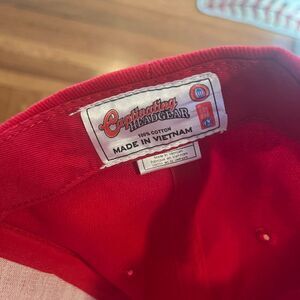 Captivating
HEADGEAR
100% COTTON
MADE IN VIETNAM